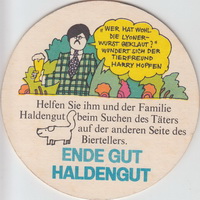 „WER HAT WOHL
DIE LYONER-
WURST GEKLAUT?"
WUNDERT SICH DER
TIERFREUND
HARRY HOPFEN
Helfen Sie ihm und der Familie
Haldengut beim Suchen des Täters
auf der anderen Seite des
Biertellers.
ENDE GUT
HALDENGUT